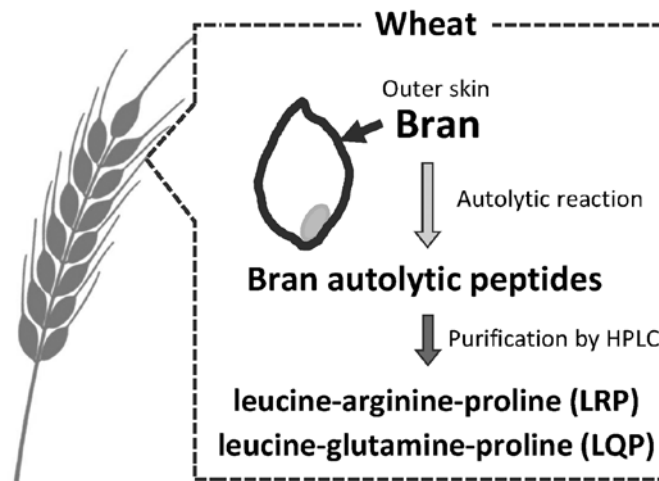 Wheat
Outer skin
Bran
Autolytic reaction
Bran autolytic peptides
Purification by HPLC
leucine-arginine-proline (LRP)
leucine-glutamine-proline (LQP)